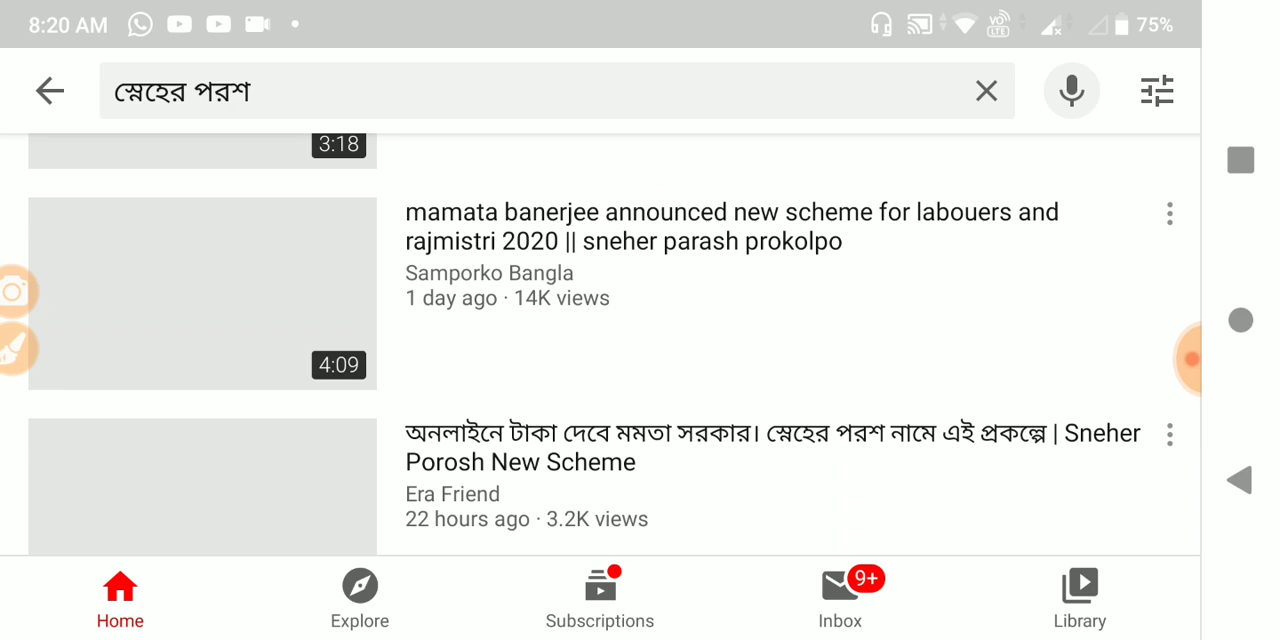 8:20 AM
VO
LTE
75%
স্নেহের পরশ
3:18
mamata banerjee announced new scheme for labouers and
rajmistri 2020 || sneher parash prokolpo
Samporko Bangla
1 day ago · 14K views
4:09
অনলাইনে টাকা দেবে মমতা সরকার। স্নেহের পরশ নামে এই প্রকল্পে | Sneher
Porosh New Scheme
Era Friend
22 hours ago · 3.2K views
9+
Home
Explore
Subscriptions
Inbox
Library